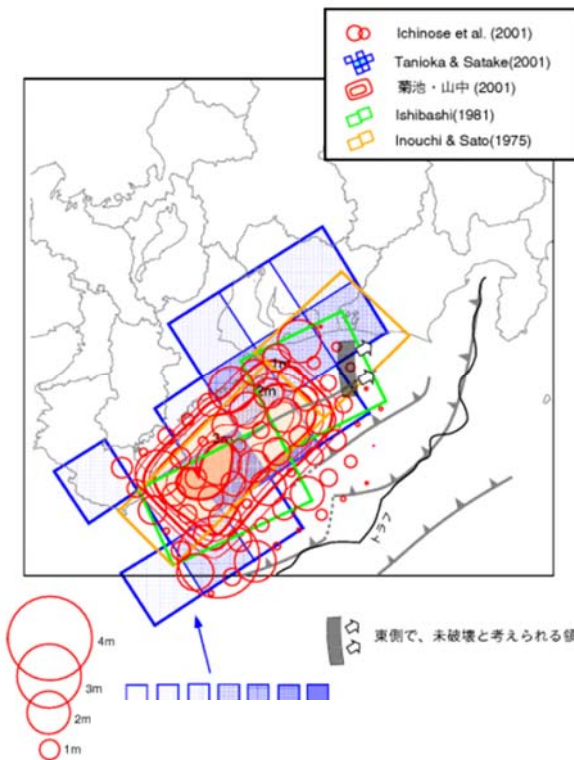 Ichinose et al. (2001)
Tanioka & Satake(2001)
菊池・山中 (2001)
Ishibashi(1981)
Inouchi & Sato(1975)
1m
2m
3m
トラフ
4m
3m
2m
1m
東側で、未破壊と考えられる領